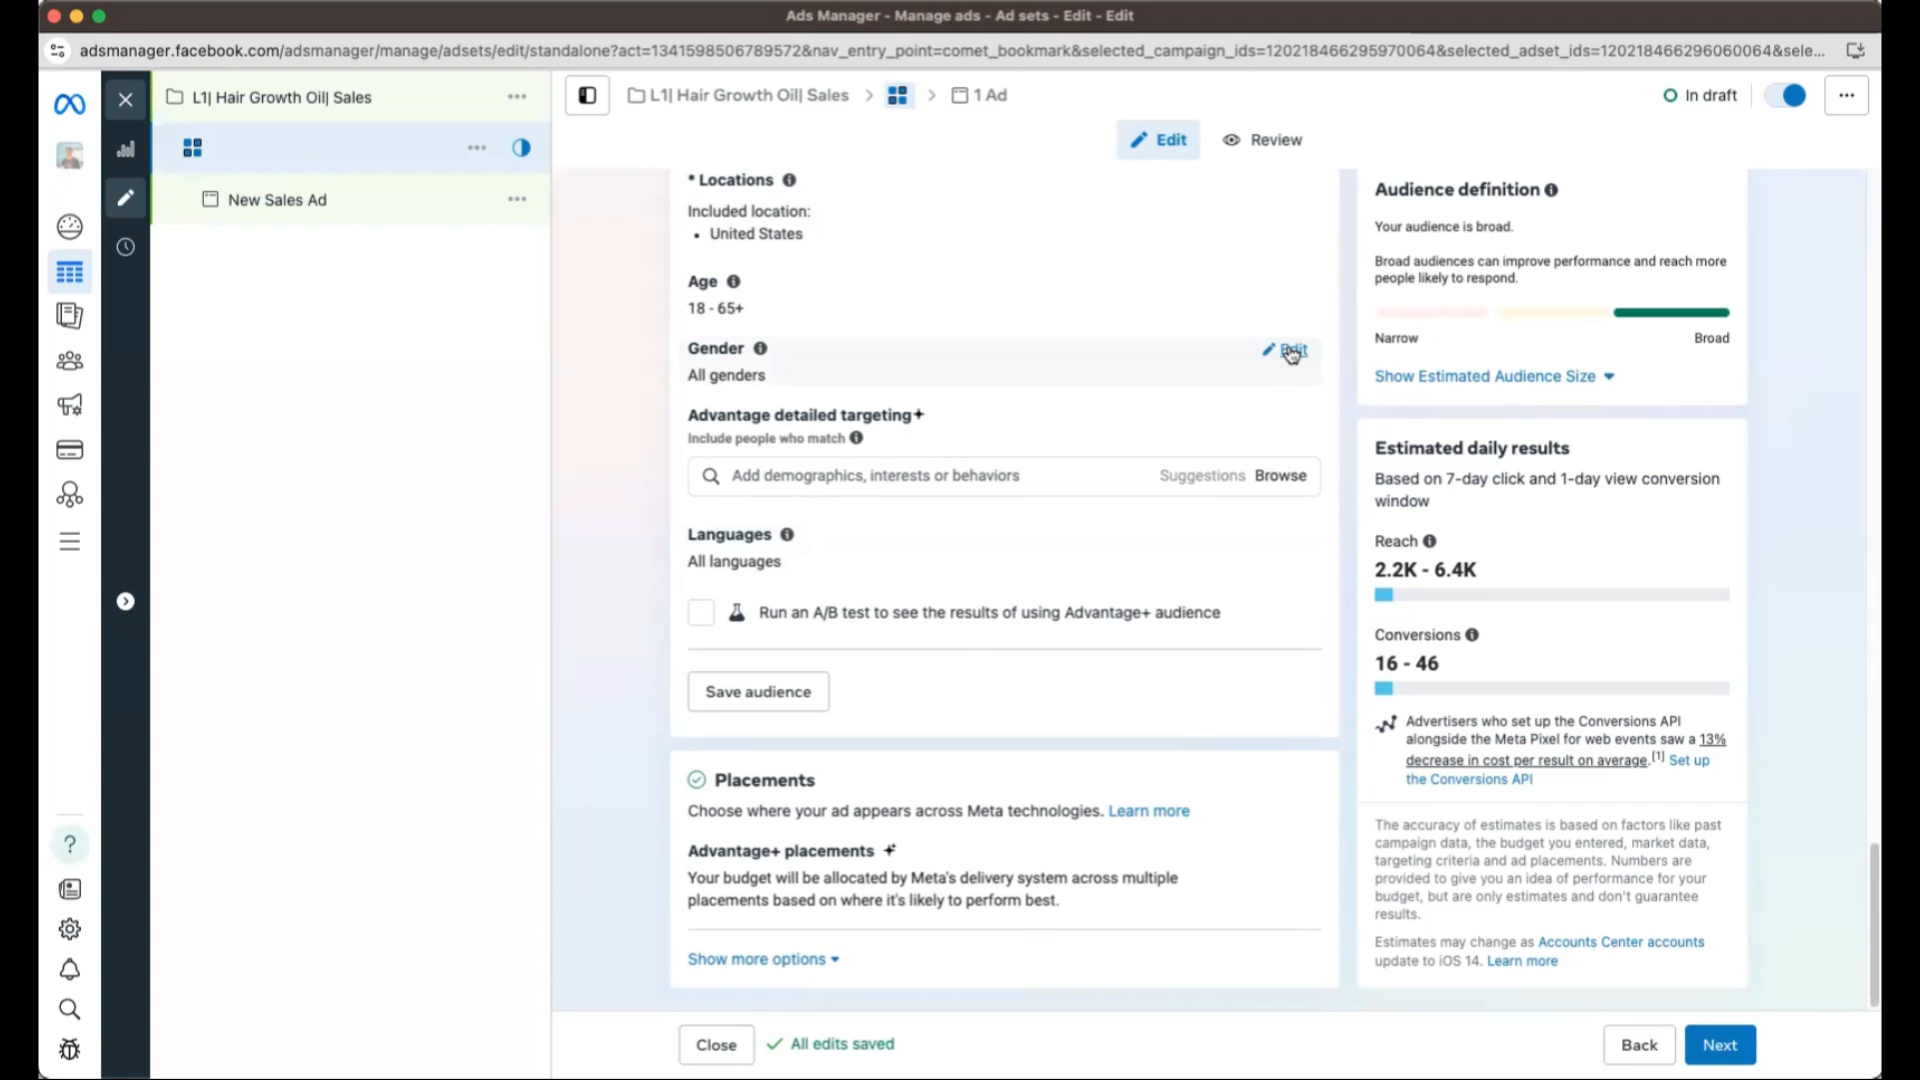 Ads Manager - Manage ads - Ad sets - Edit - Edit
adsmanager.facebook.com/adsmanager/manage/adsets/edit/standalone?act=1341598506789572&nav_entry_point=comet_bookmark&selected_campaign_ids=120218466295970064&selected_adset_ids=120218466296060064&sele...
L1| Hair Growth Oil| Sales
New Sales Ad
L1| Hair Growth Oil| Sales > > 1 Ad
In draft
Edit
Review
* Locations
Included location:
• United States
Age
18 - 65+
Gender
Edit
All genders
Advantage detailed targeting+
Include people who match
Add demographics, interests or behaviors
Suggestions
Browse
Languages
All languages
Run an A/B test to see the results of using Advantage+ audience
Save audience
Placements
Choose where your ad appears across Meta technologies. Learn more
Advantage+ placements
Your budget will be allocated by Meta's delivery system across multiple
placements based on where it's likely to perform best.
Show more options
Audience definition
Your audience is broad.
Broad audiences can improve performance and reach more
people likely to respond.
Narrow
Broad
Show Estimated Audience Size
Estimated daily results
Based on 7-day click and 1-day view conversion
window
Reach
2.2K - 6.4K
Conversions
16 - 46
Advertisers who set up the Conversions API
alongside the Meta Pixel for web events saw a 13%
decrease in cost per result on average.[1] Set up
the Conversions API
The accuracy of estimates is based on factors like past
campaign data, the budget you entered, market data,
targeting criteria and ad placements. Numbers are
provided to give you an idea of performance for your
budget, but are only estimates and don't guarantee
results.
Estimates may change as Accounts Center accounts
update to iOS 14. Learn more
Close
All edits saved
Back
Next